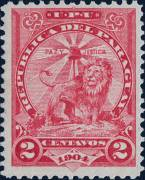 U.P.U.
REPUBLICA DEL PARAGUAY
PAZ Y JUSTICIA
CENTAVOS
2 1904 2